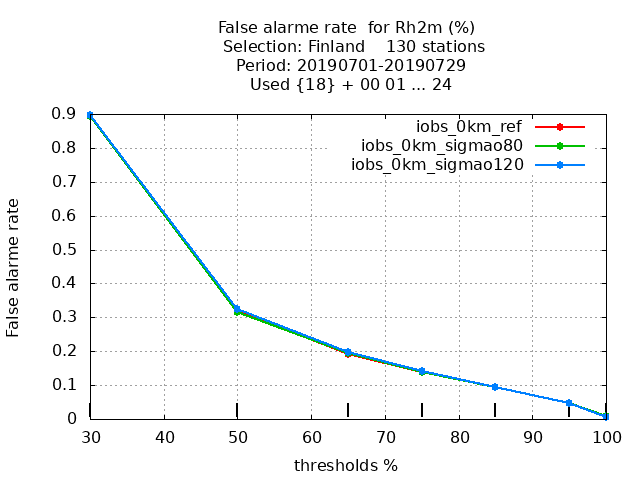 False alarme rate  for Rh2m (%)
Selection: Finland    130 stations
Period: 20190701-20190729
Used {18} + 00 01 ... 24
iobs_0km_ref
iobs_0km_sigmao80
iobs_0km_sigmao120
False alarme rate
0.9
0.8
0.7
0.6
0.5
0.4
0.3
0.2
0.1
0
30 40 50 60 70 80 90 100
thresholds %